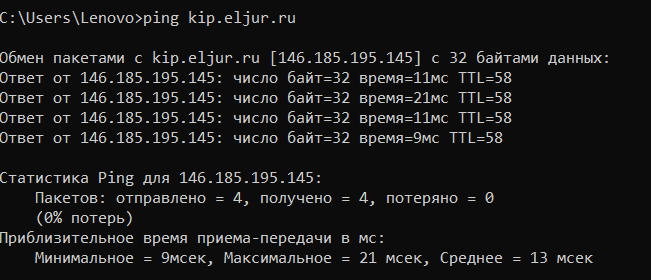 C:\Users\Lenovo>ping kip.eljur.ru
Обмен пакетами с kip.eljur.ru [146.185.195.145] с 32 байтами данных:
Ответ от 146.185.195.145: число байт=32 время=11мс TTL=58
Ответ от 146.185.195.145: число байт=32 время=21мс TTL=58
Ответ от 146.185.195.145: число байт=32 время=11мс TTL=58
Ответ от 146.185.195.145: число байт=32 время=9мс TTL=58
Статистика Ping для 146.185.195.145:
Пакетов: отправлено = 4, получено = 4, потеряно = 0
(0% потерь)
Приблизительное время приема-передачи в мс:
Минимальное = 9мсек, Максимальное = 21 мсек, Среднее = 13 мсек